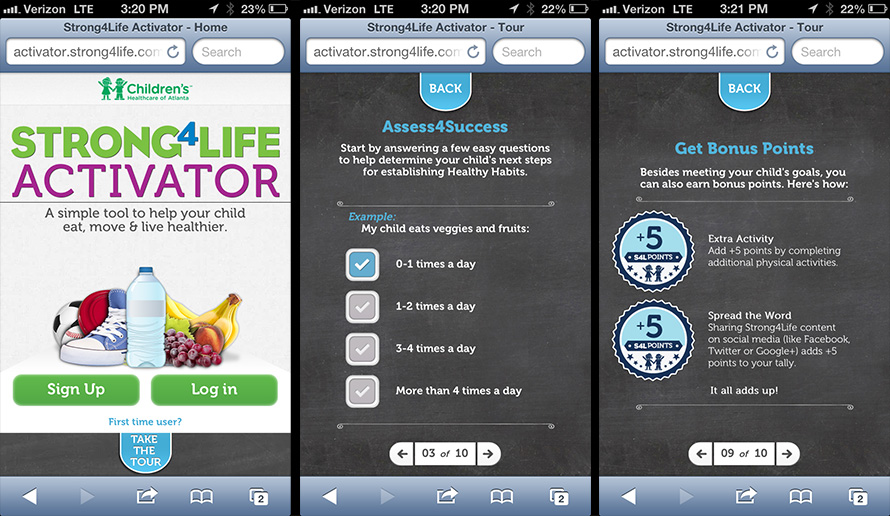 Verizon LTE 3:20 PM 23%
Strong4Life Activator - Home
activator.strong4life.com
Search
Children's
Healthcare of Atlanta
STRONG4LIFE
ACTIVATOR
A simple tool to help your child
eat, move & live healthier.
Sign Up
Log in
First time user?
TAKE
THE
TOUR
2
Verizon LTE 3:20 PM 22%
Strong4Life Activator - Tour
activator.strong4life.com
Search
BACK
Assess4Success
Start by answering a few easy questions
to help determine your child's next steps
for establishing Healthy Habits.
Example:
My child eats veggies and fruits:
0-1 times a day
1-2 times a day
3-4 times a day
More than 4 times a day
03 of 10
2
Verizon LTE 3:21 PM 22%
Strong4Life Activator - Tour
activator.strong4life.com
Search
BACK
Get Bonus Points
Besides meeting your child's goals, you
can also earn bonus points. Here's how:
+5
S4L POINTS
Extra Activity
Add +5 points by completing
additional physical activities.
+5
S4L POINTS
Spread the Word
Sharing Strong4Life content
on social media (like Facebook,
Twitter or Google+) adds +5
points to your tally.
It all adds up!
09 of 10
2